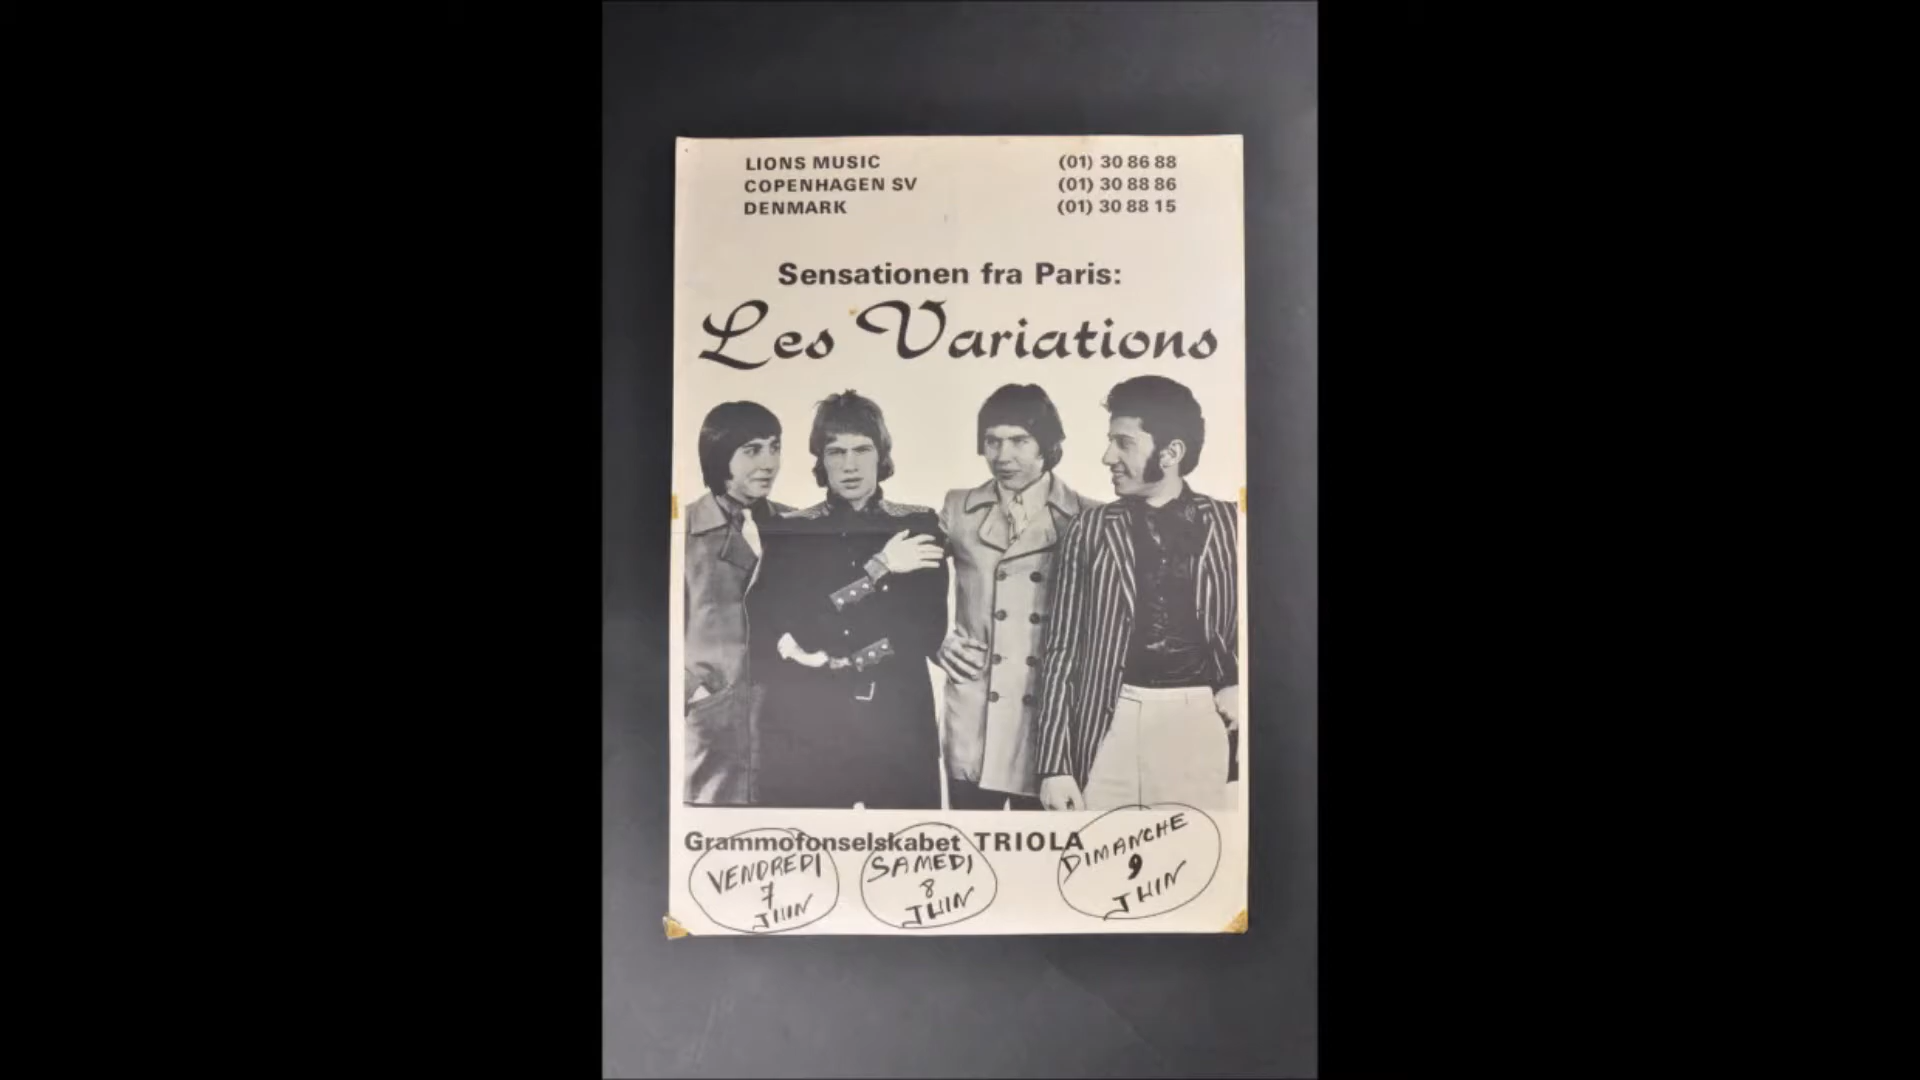 LIONS MUSIC (01) 30 86 88
COPENHAGEN SV (01) 30 88 86
DENMARK (01) 30 88 15
Sensationen fra Paris:
Les Variations
Grammofonselskabet TRIOLA
VENDREDI
7
JUIN
SAMEDI
8
JUIN
DIMANCHE
9
JUIN